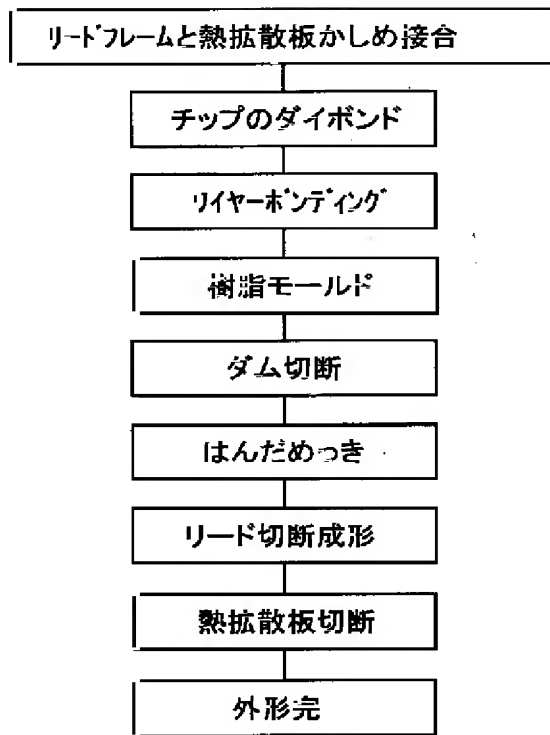 リードフレームと熱拡散板かしめ接合
チップのダイボンド
リイヤーボンディング
樹脂モールド
ダム切断
はんだめっき
リード切断成形
熱拡散板切断
外形完